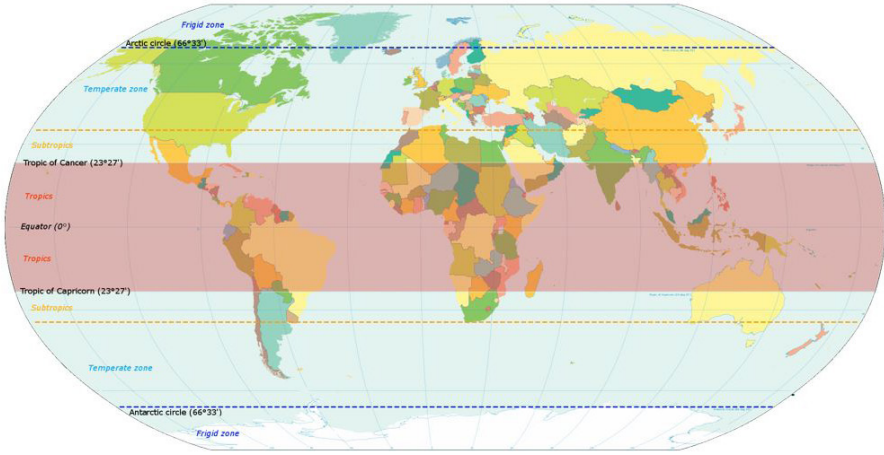 Frigid zone
Arctic circle (66°33')
Temperate zone
Subtropics
Tropic of Cancer (23°27')
Tropics
Equator (0°)
Tropics
Tropic of Capricorn (23°27')
Subtropics
Temperate zone
Antarctic circle (66°33')
Frigid zone